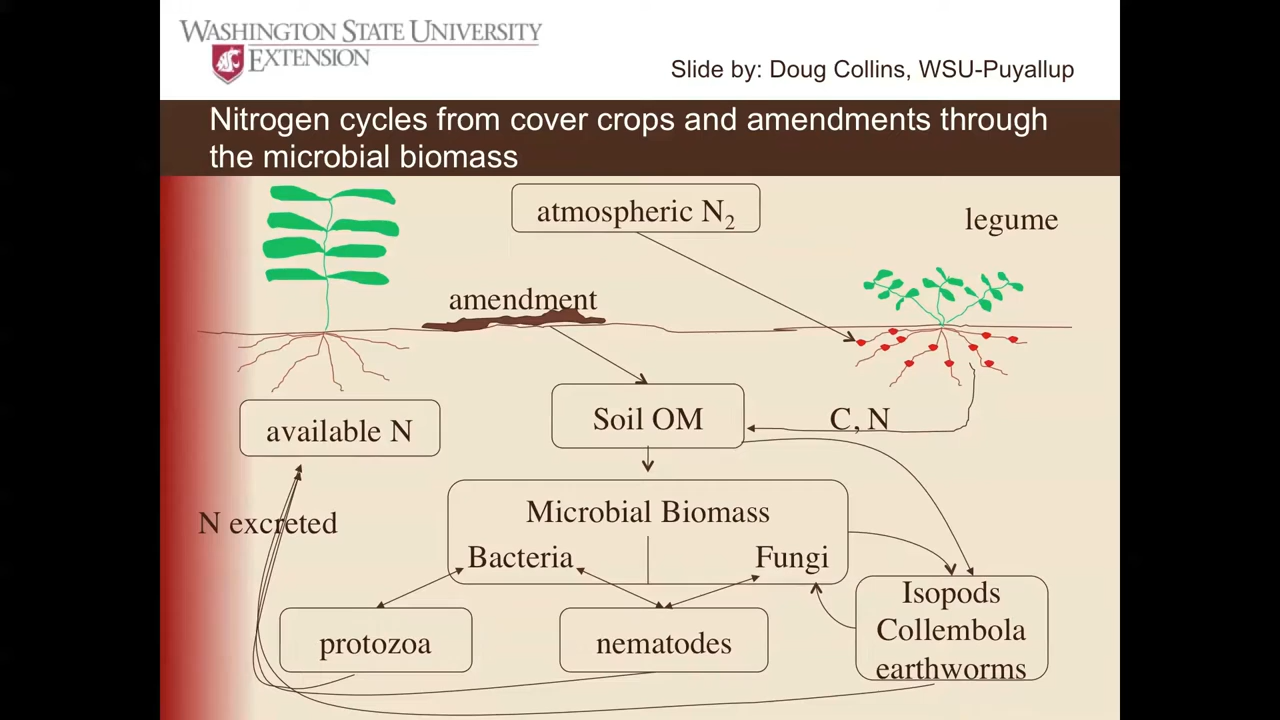 WASHINGTON STATE UNIVERSITY
EXTENSION
Slide by: Doug Collins, WSU-Puyallup
Nitrogen cycles from cover crops and amendments through
the microbial biomass
atmospheric N₂
legume
amendment
Soil OM
C, N
available N
Microbial Biomass
N excreted
Bacteria
Fungi
Isopods
Collembola
earthworms
protozoa
nematodes